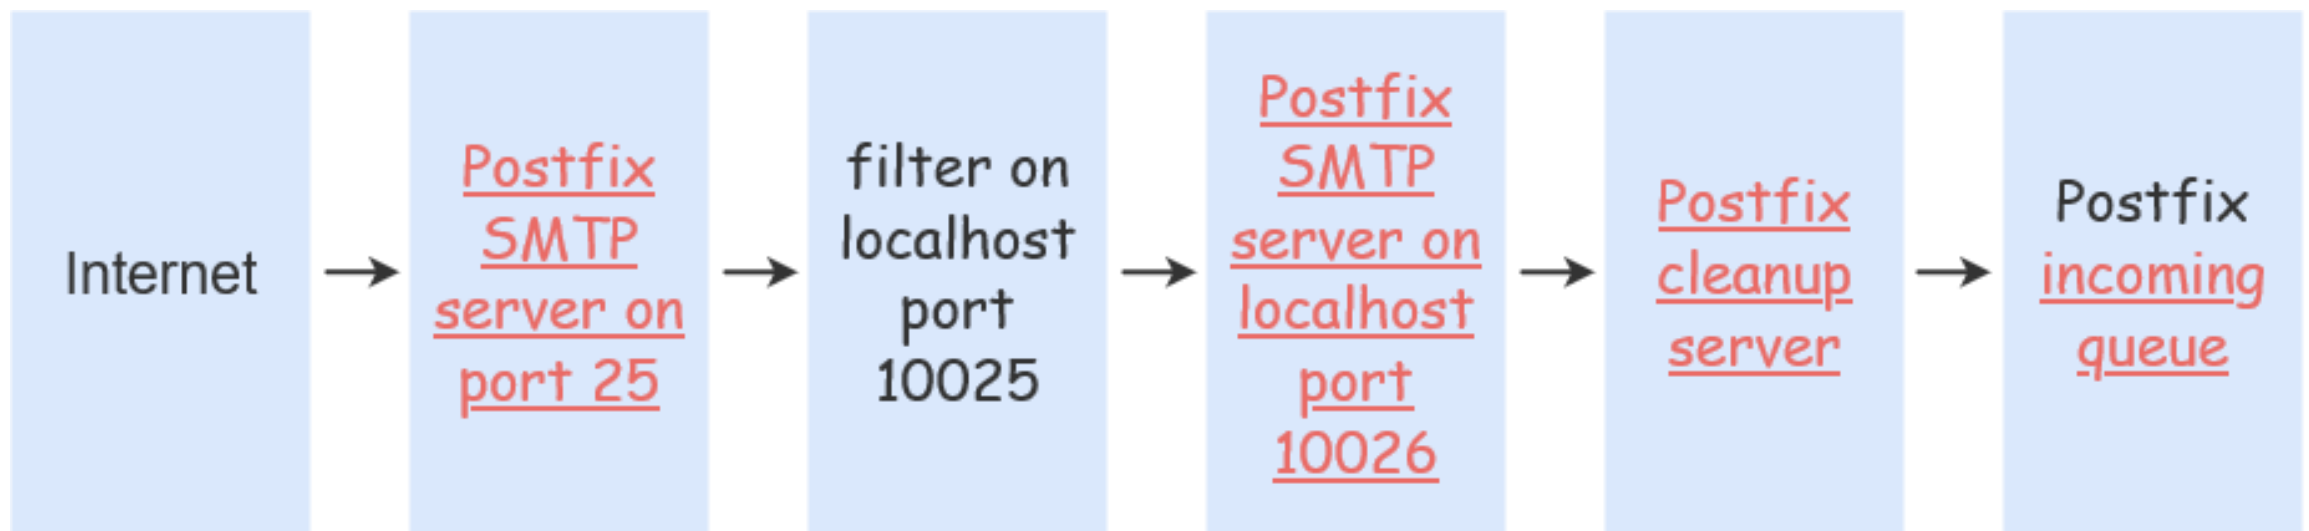 Internet
Postfix
SMTP
server on
port 25
filter on
localhost
port
10025
Postfix
SMTP
server on
localhost
port
10026
Postfix
cleanup
server
Postfix
incoming
queue